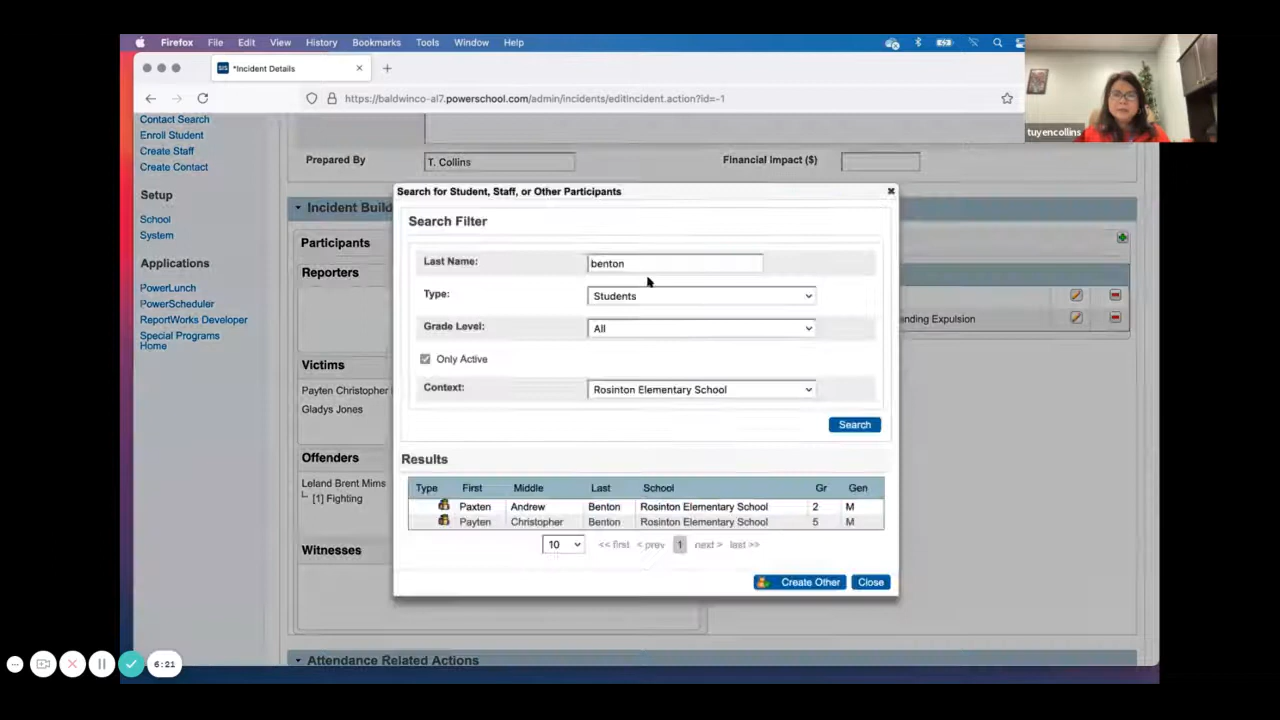 Firefox File Edit View History Bookmarks Tools Window Help
*Incident Details
https://baldwinco-al7.powerschool.com/admin/incidents/editIncident.action?id=-1
tuyencollins
Contact Search
Enroll Student
Create Staff
Create Contact
Setup
School
System
Applications
PowerLunch
PowerScheduler
ReportWorks Developer
Special Programs
Home
Prepared By T. Collins Financial Impact ($)
Incident Build
Participants
Reporters
Victims
Payten Christopher
Gladys Jones
Offenders
Leland Brent Mims
[1] Fighting
Witnesses
Attendance Related Actions
nding Expulsion
Search for Student, Staff, or Other Participants
Search Filter
Last Name: benton
Type: Students
Grade Level: All
Only Active
Context: Rosinton Elementary School
Search
Results
Type First Middle Last School Gr Gen
Paxten Andrew Benton Rosinton Elementary School 2 M
Payten Christopher Benton Rosinton Elementary School 5 M
10 << first < prev 1 next > last >>
Create Other Close
6:21